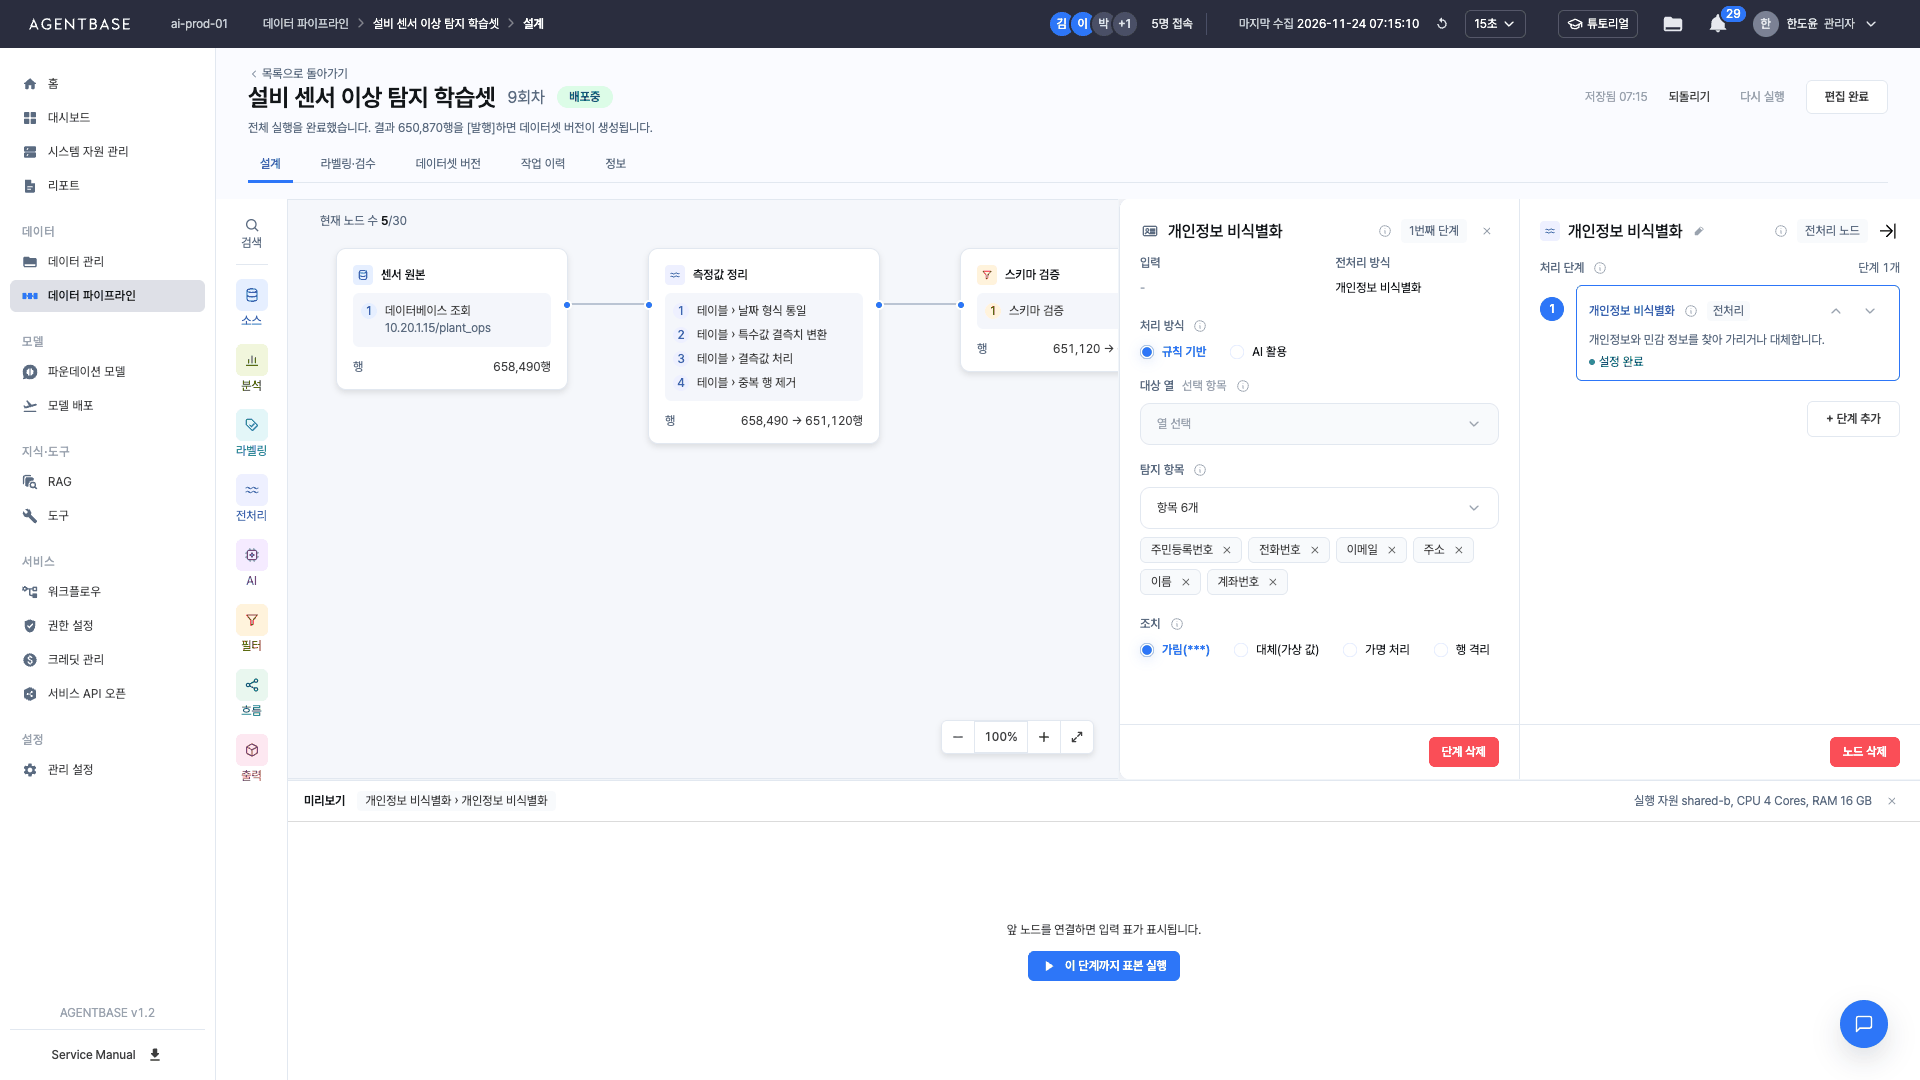 AGENTBASE
ai-prod-01
데이터 파이프라인 > 설비 센서 이상 탐지 학습셋 > 설계
김 이 박 +1 5명 접속
마지막 수집 2026-11-24 07:15:10
15초
튜토리얼
29
한 한도윤 관리자
홈
대시보드
시스템 자원 관리
리포트
데이터
데이터 관리
데이터 파이프라인
모델
파운데이션 모델
모델 배포
지식·도구
RAG
도구
서비스
워크플로우
권한 설정
크레딧 관리
서비스 API 오픈
설정
관리 설정
AGENTBASE v1.2
Service Manual
목록으로 돌아가기
설비 센서 이상 탐지 학습셋 9회차 배포중
전체 실행을 완료했습니다. 결과 650,870행을 [발행]하면 데이터셋 버전이 생성됩니다.
저장됨 07:15 되돌리기 다시 실행 편집 완료
설계 라벨링·검수 데이터셋 버전 작업 이력 정보
검색
소스
분석
라벨링
전처리
AI
필터
흐름
출력
현재 노드 수 5/30
센서 원본
1 데이터베이스 조회
10.20.1.15/plant_ops
행 658,490행
측정값 정리
1 테이블 › 날짜 형식 통일
2 테이블 › 특수값 결측치 변환
3 테이블 › 결측값 처리
4 테이블 › 중복 행 제거
행 658,490 → 651,120행
스키마 검증
1 스키마 검증
행 651,120 →
100%
개인정보 비식별화 1번째 단계
입력 전처리 방식
- 개인정보 비식별화
처리 방식
규칙 기반 AI 활용
대상 열 선택 항목
열 선택
탐지 항목
항목 6개
주민등록번호 전화번호 이메일 주소
이름 계좌번호
조치
가림(***) 대체(가상 값) 가명 처리 행 격리
단계 삭제
개인정보 비식별화 전처리 노드
처리 단계 단계 1개
1 개인정보 비식별화 전처리
개인정보와 민감 정보를 찾아 가리거나 대체합니다.
설정 완료
+ 단계 추가
노드 삭제
미리보기 개인정보 비식별화 › 개인정보 비식별화
실행 자원 shared-b, CPU 4 Cores, RAM 16 GB
앞 노드를 연결하면 입력 표가 표시됩니다.
이 단계까지 표본 실행